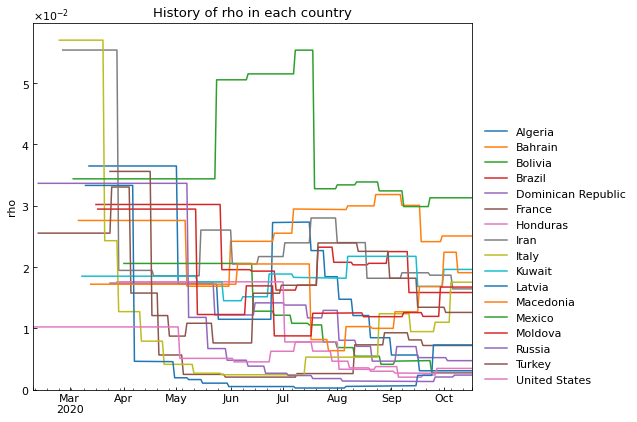 History of rho in each country
×10⁻²
5
4
3
2
1
0
rho
Mar Apr May Jun Jul Aug Sep Oct
2020
Algeria
Bahrain
Bolivia
Brazil
Dominican Republic
France
Honduras
Iran
Italy
Kuwait
Latvia
Macedonia
Mexico
Moldova
Russia
Turkey
United States